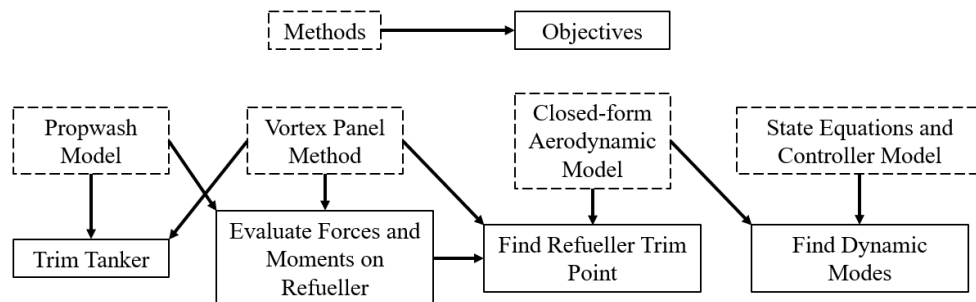 Methods
Objectives
Propwash
Model
Vortex Panel
Method
Closed-form
Aerodynamic
Model
State Equations and
Controller Model
Trim Tanker
Evaluate Forces and
Moments on
Refueller
Find Refueller Trim
Point
Find Dynamic
Modes